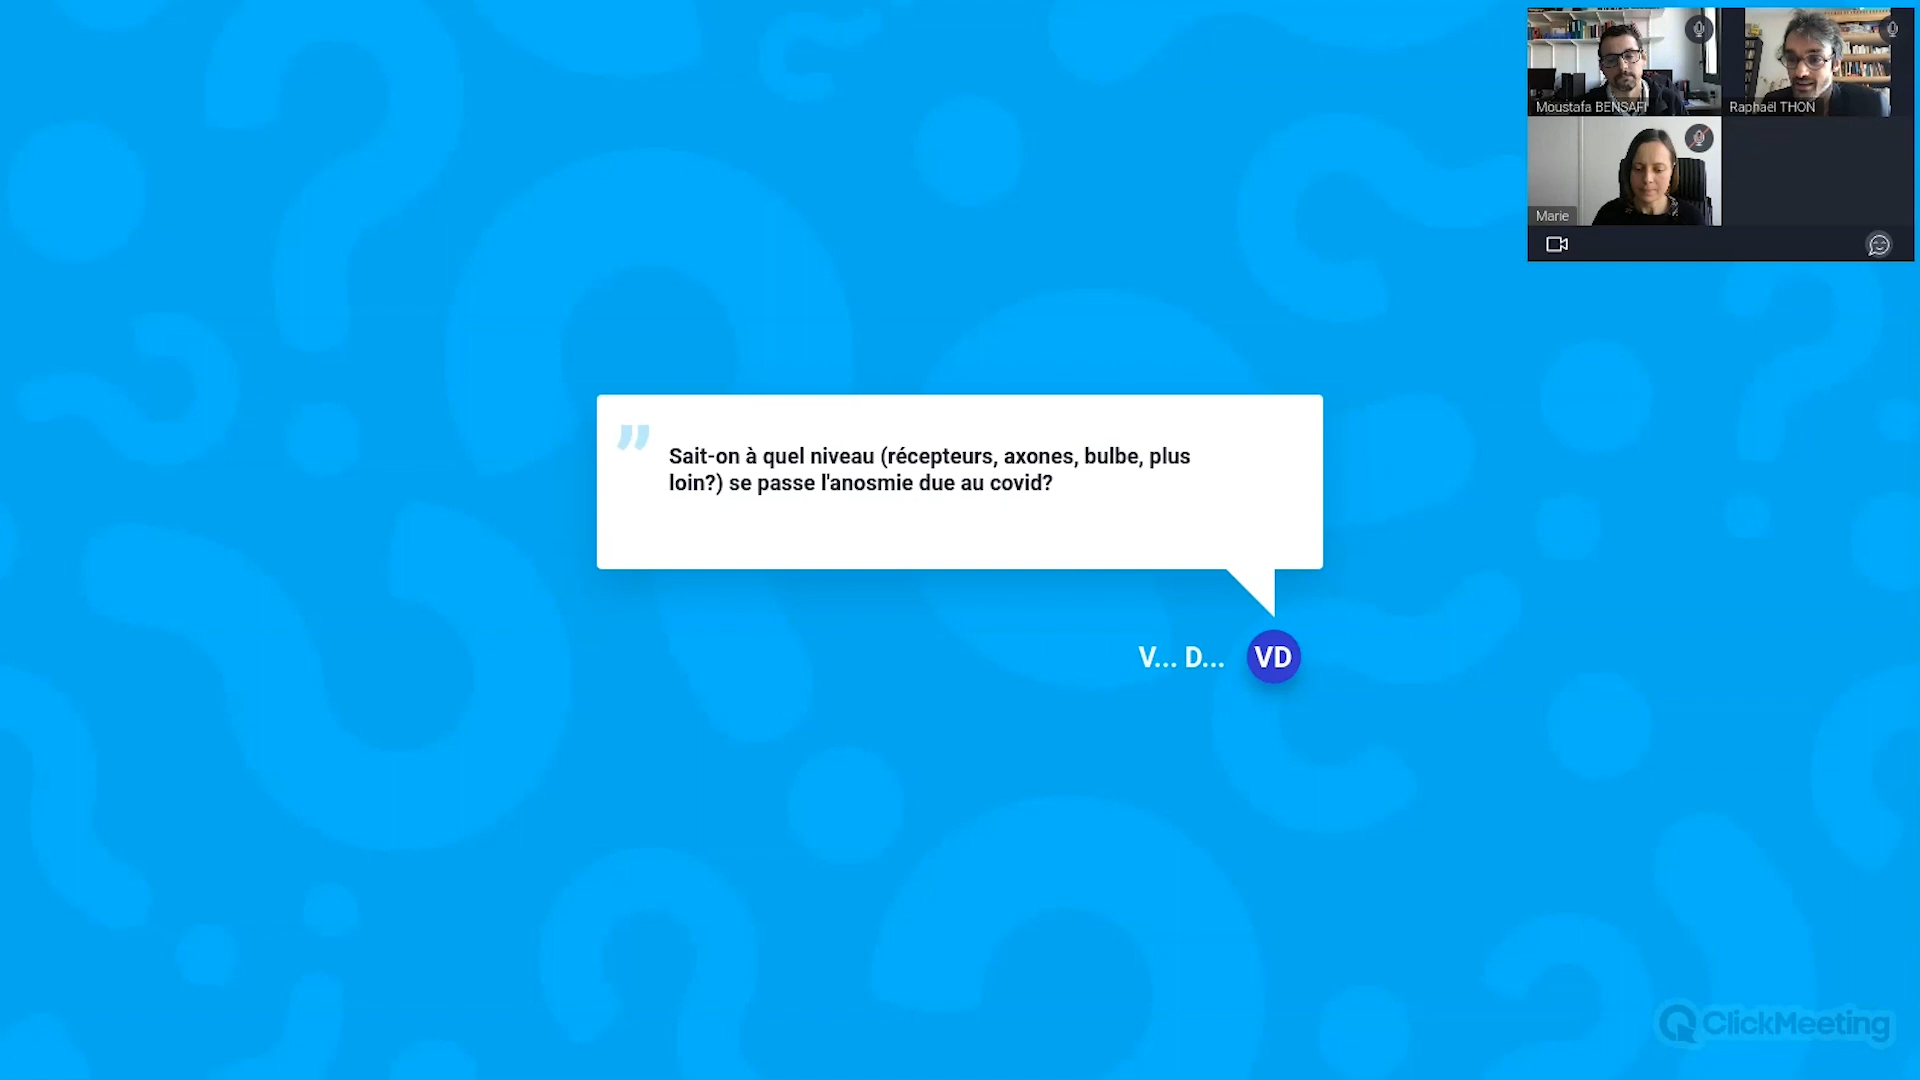 Moustafa BENSAFI
Raphaël THON
Marie
Sait-on à quel niveau (récepteurs, axones, bulbe, plus
loin?) se passe l'anosmie due au covid?
V... D...
VD
ClickMeeting